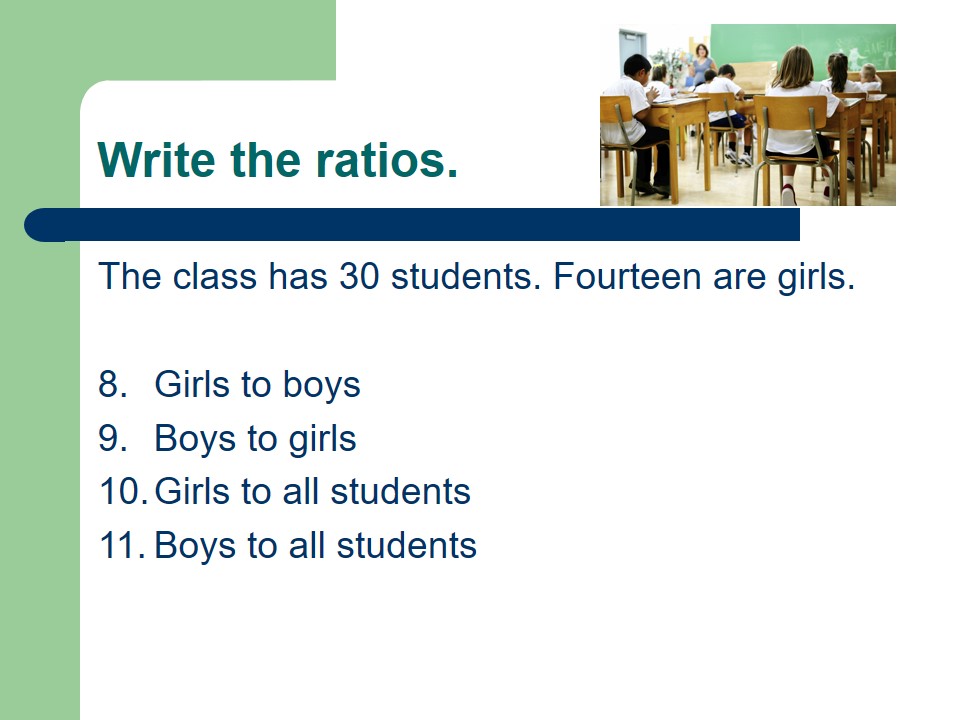 Write the ratios.
The class has 30 students. Fourteen are girls.
8. Girls to boys
9. Boys to girls
10. Girls to all students
11. Boys to all students